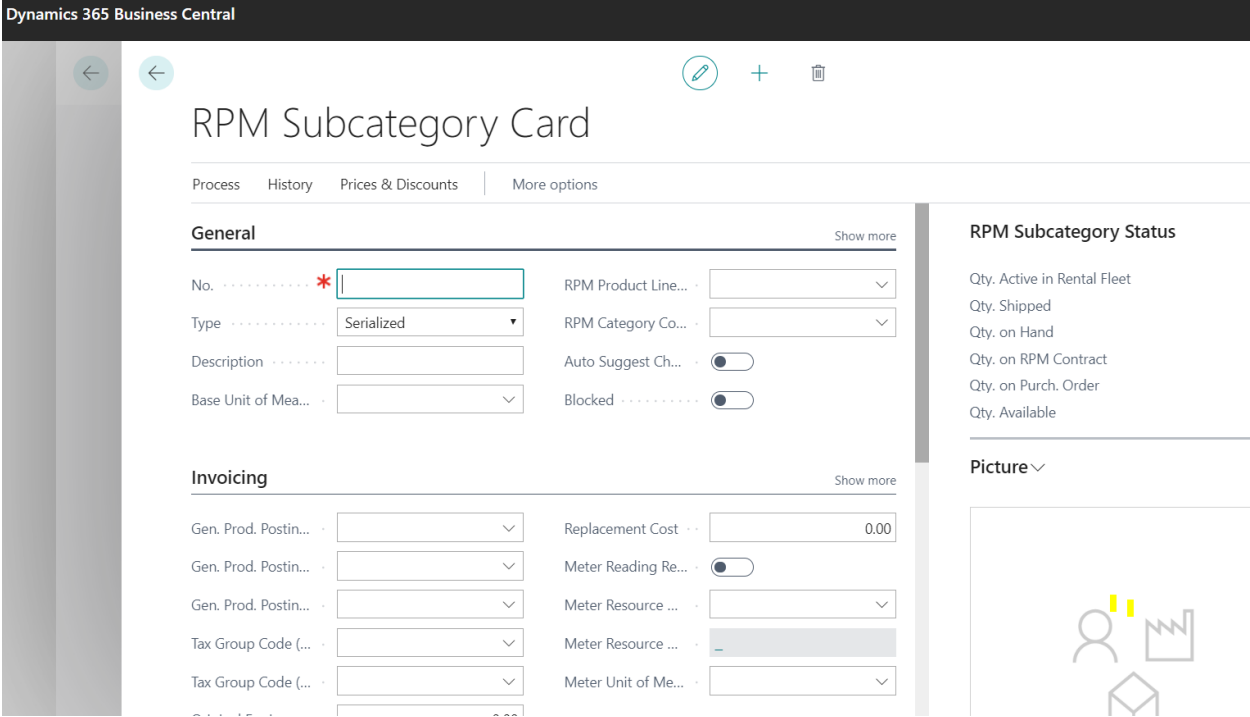 Dynamics 365 Business Central
RPM Subcategory Card
Process History Prices & Discounts More options
General Show more
No. * RPM Product Line...
Type Serialized RPM Category Co...
Description Auto Suggest Ch...
Base Unit of Mea... Blocked
Invoicing Show more
Gen. Prod. Postin... Replacement Cost 0.00
Gen. Prod. Postin... Meter Reading Re...
Gen. Prod. Postin... Meter Resource ...
Tax Group Code (... Meter Resource ... _
Tax Group Code (... Meter Unit of Me...
RPM Subcategory Status
Qty. Active in Rental Fleet
Qty. Shipped
Qty. on Hand
Qty. on RPM Contract
Qty. on Purch. Order
Qty. Available
Picture